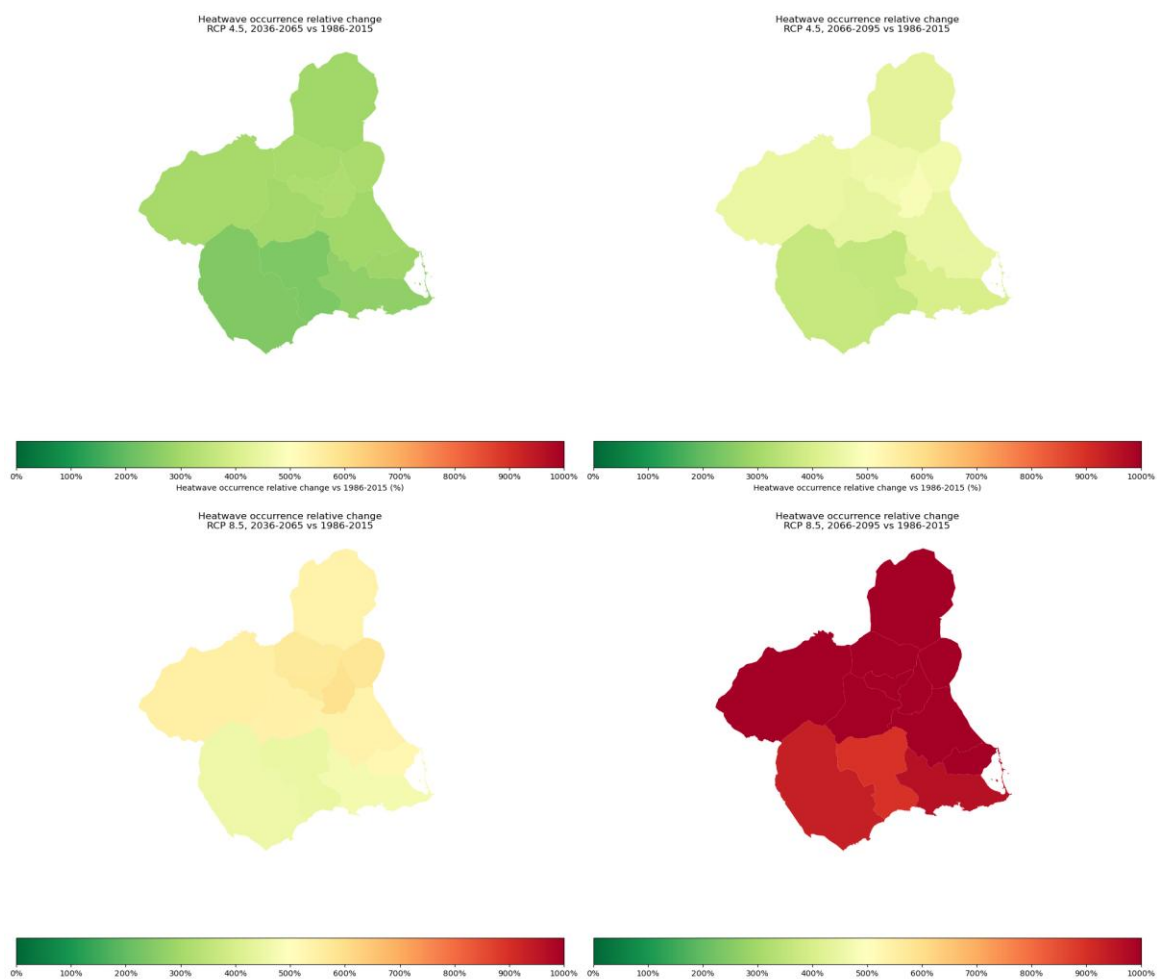 Heatwave occurrence relative change
RCP 4.5, 2036-2065 vs 1986-2015
Heatwave occurrence relative change
RCP 4.5, 2066-2095 vs 1986-2015
0% 100% 200% 300% 400% 500% 600% 700% 800% 900% 1000%
Heatwave occurrence relative change vs 1986-2015 (%)
0% 100% 200% 300% 400% 500% 600% 700% 800% 900% 1000%
Heatwave occurrence relative change vs 1986-2015 (%)
Heatwave occurrence relative change
RCP 8.5, 2036-2065 vs 1986-2015
Heatwave occurrence relative change
RCP 8.5, 2066-2095 vs 1986-2015
0% 100% 200% 300% 400% 500% 600% 700% 800% 900% 1000%
0% 100% 200% 300% 400% 500% 600% 700% 800% 900% 1000%